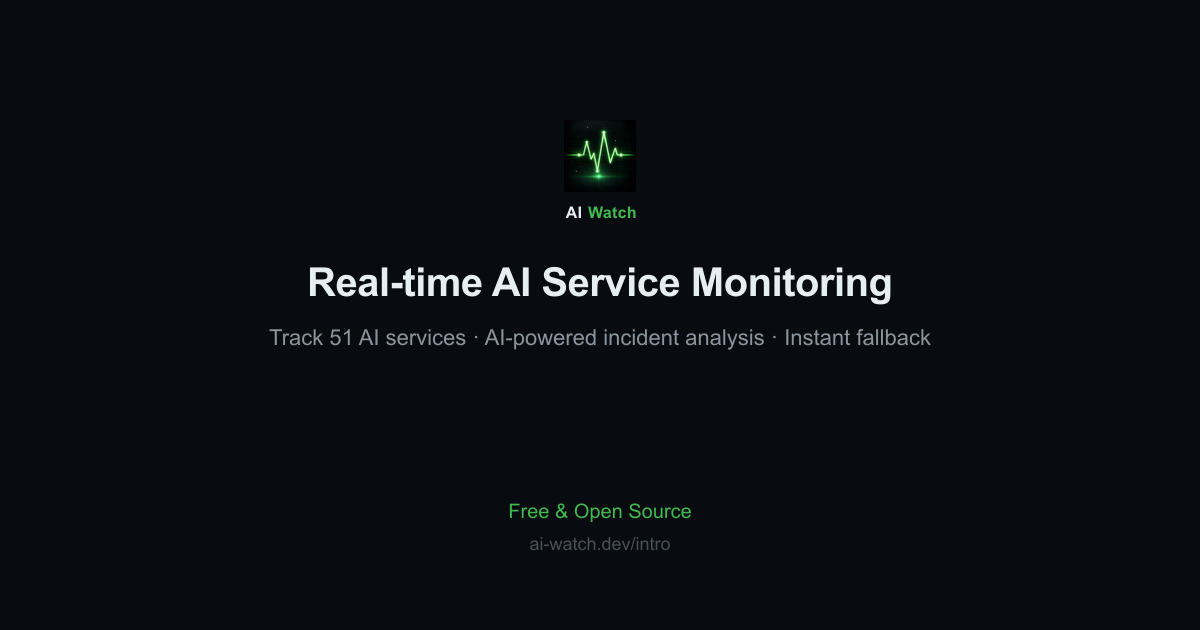 AI Watch
Real-time AI Service Monitoring
Track 51 AI services · AI-powered incident analysis · Instant fallback
Free & Open Source
ai-watch.dev/intro